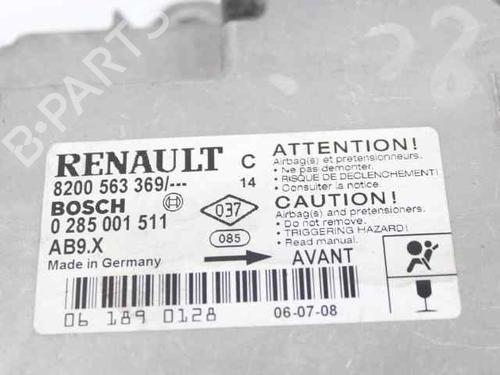 B-PARTS
RENAULT C
8200 563 369/--- 14
BOSCH
0 285 001 511
037
AB9.X
085
Made in Germany
AVANT
ATTENTION!
Airbag(s) et pretensionneurs.
• Ne pas demonter.
• RISQUE DE DECLENCHEMENT!
• Consulter la notice.
CAUTION!
Airbag(s) and pretensioners.
• Do not remove.
• TRIGGERING HAZARD!
• Read manual.
06 189 0128
06-07-08